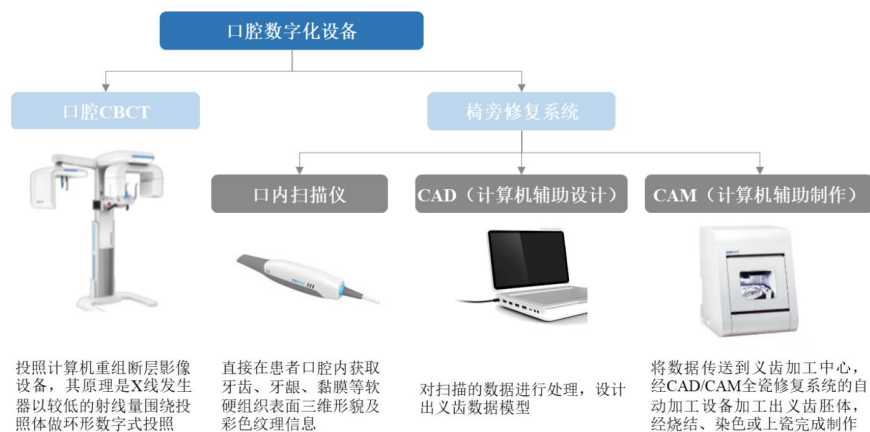 口腔数字化设备
口腔CBCT
椅旁修复系统
口内扫描仪
CAD（计算机辅助设计）
CAM（计算机辅助制作）
投照计算机重组断层影像
设备，其原理是X线发生
器以较低的射线量围绕投
照体做环形数字式投照
直接在患者口腔内获取
牙齿、牙龈、黏膜等软
硬组织表面三维形貌及
彩色纹理信息
对扫描的数据进行处理，设计
出义齿数据模型
将数据传送到义齿加工中心，
经CAD/CAM全瓷修复系统的自
动加工设备加工出义齿胚体，
经烧结、染色或上瓷完成制作